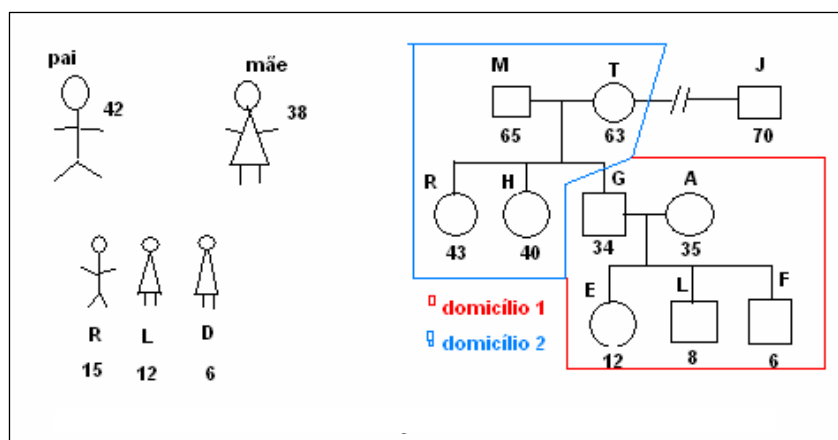 pai
mãe
42
38
R L D
15 12 6
M T J
65 63 70
R H G A
43 40 34 35
E L F
12 8 6
domicílio 1
domicílio 2